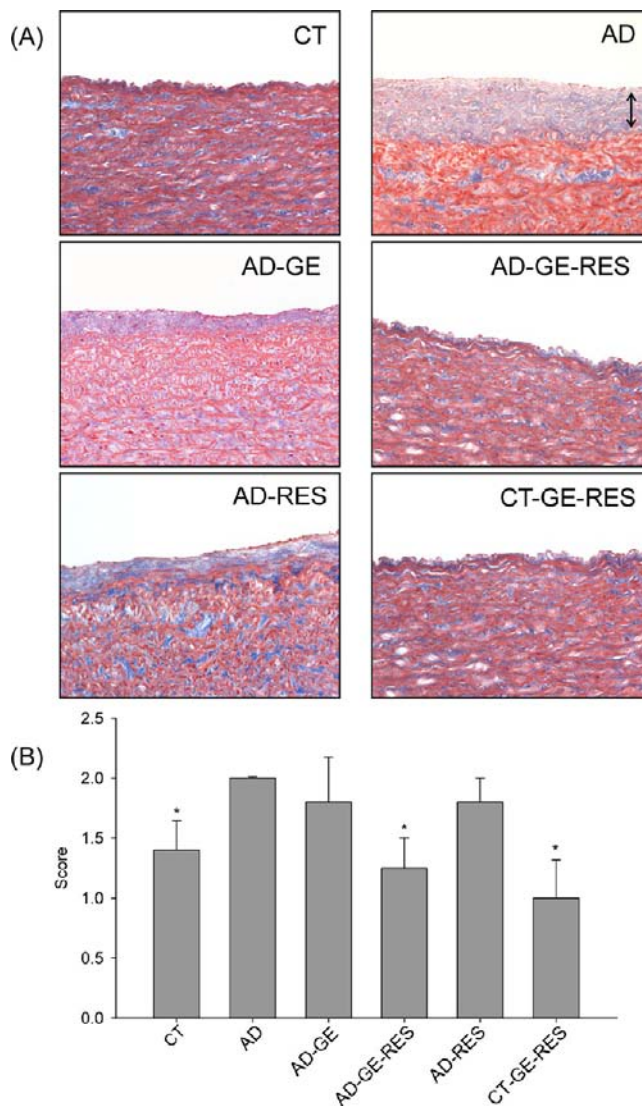 (A)
CT
AD
AD-GE
AD-GE-RES
AD-RES
CT-GE-RES
(B)
2.5
2.0
1.5
1.0
0.5
0.0
Score
*
*
*
CT
AD
AD-GE
AD-GE-RES
AD-RES
CT-GE-RES